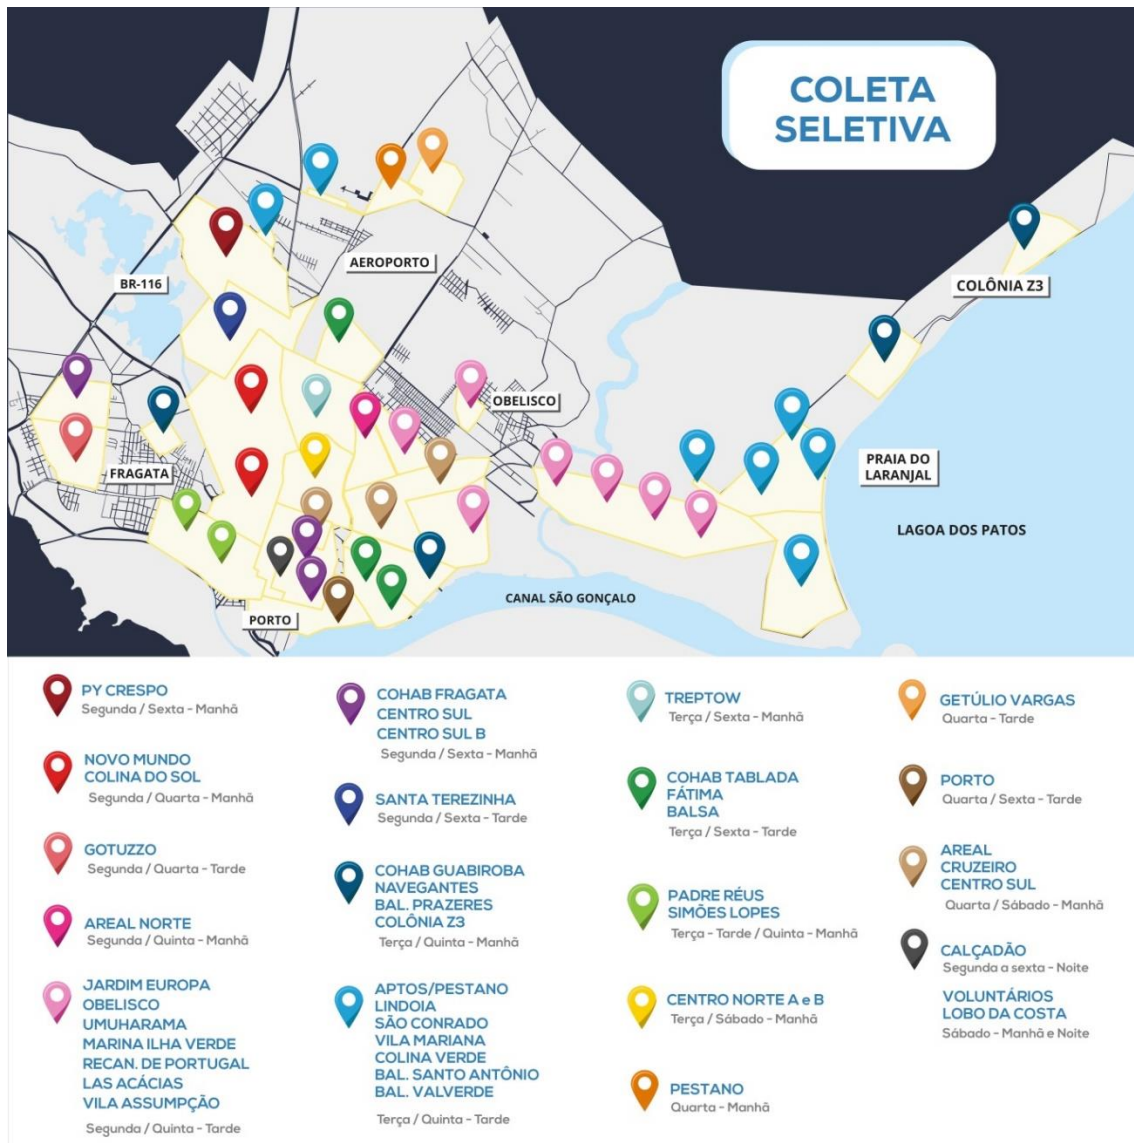 COLETA
SELETIVA
AEROPORTO
BR-116
COLÔNIA Z3
OBELISCO
FRAGATA
PRAIA DO
LARANJAL
LAGOA DOS PATOS
CANAL SÃO GONÇALO
PORTO
PY CRESPO
Segunda / Sexta - Manhã
NOVO MUNDO
COLINA DO SOL
Segunda / Quarta - Manhã
GOTUZZO
Segunda / Quarta - Tarde
AREAL NORTE
Segunda / Quinta - Manhã
JARDIM EUROPA
OBELISCO
UMUHARAMA
MARINA ILHA VERDE
RECAN. DE PORTUGAL
LAS ACÁCIAS
VILA ASSUMPÇÃO
Segunda / Quinta - Tarde
COHAB FRAGATA
CENTRO SUL
CENTRO SUL B
Segunda / Sexta - Manhã
SANTA TEREZINHA
Segunda / Sexta - Tarde
COHAB GUABIROBA
NAVEGANTES
BAL. PRAZERES
COLÔNIA Z3
Terça / Quinta - Manhã
APTOS/PESTANO
LINDOIA
SÃO CONRADO
VILA MARIANA
COLINA VERDE
BAL. SANTO ANTÔNIO
BAL. VALVERDE
Terça / Quinta - Tarde
TREPTOW
Terça / Sexta - Manhã
COHAB TABLADA
FÁTIMA
BALSA
Terça / Sexta - Tarde
PADRE RÉUS
SIMÕES LOPES
Terça - Tarde / Quinta - Manhã
CENTRO NORTE A e B
Terça / Sábado - Manhã
PESTANO
Quarta - Manhã
GETÚLIO VARGAS
Quarta - Tarde
PORTO
Quarta / Sexta - Tarde
AREAL
CRUZEIRO
CENTRO SUL
Quarta / Sábado - Manhã
CALÇADÃO
Segunda a sexta - Noite
VOLUNTÁRIOS
LOBO DA COSTA
Sábado - Manhã e Noite